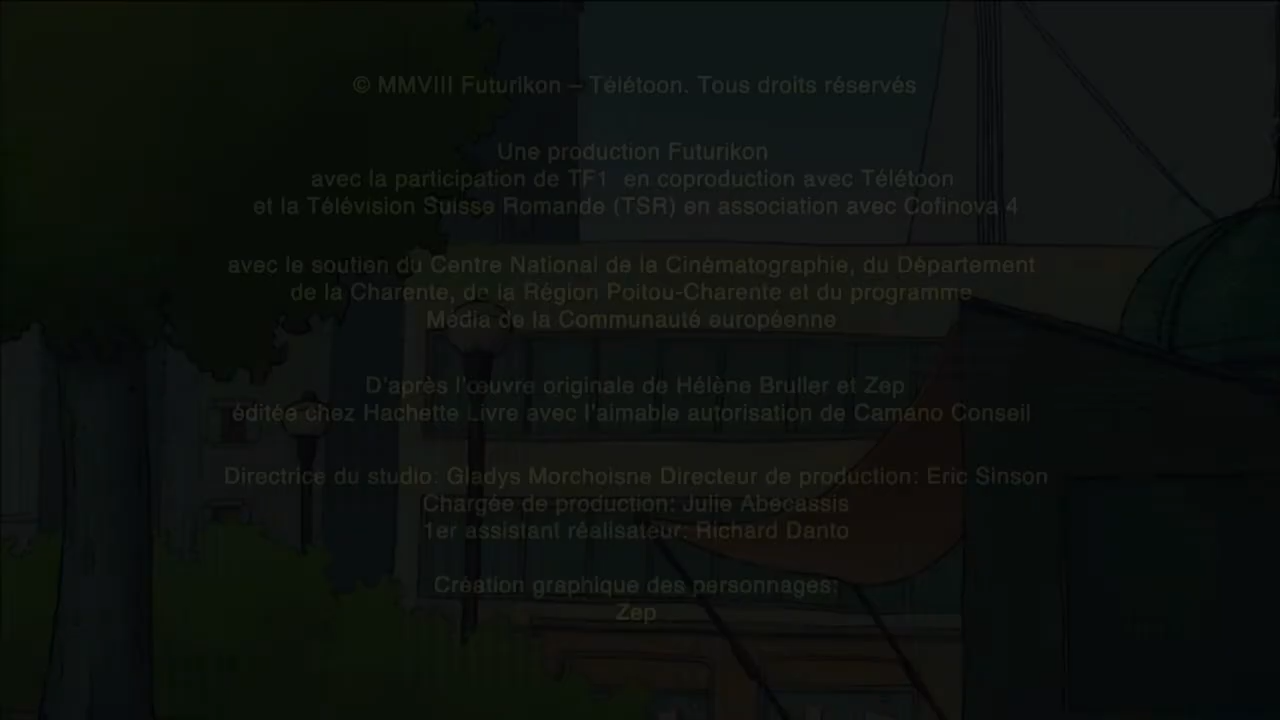 © MMVIII Futurikon – Télétoon. Tous droits réservés
Une production Futurikon
avec la participation de TF1 en coproduction avec Télétoon
et la Télévision Suisse Romande (TSR) en association avec Cofinova 4
avec le soutien du Centre National de la Cinématographie, du Département
de la Charente, de la Région Poitou-Charente et du programme
Media de la Communauté européenne
D'après l'œuvre originale de Hélène Bruller et Zep
éditée chez Hachette Livre avec l'aimable autorisation de Camano Conseil
Directrice du studio: Gladys Morchoisne Directeur de production: Eric Sinson
Chargée de production: Julie Abecassis
1er assistant réalisateur: Richard Danto
Création graphique des personnages:
Zep